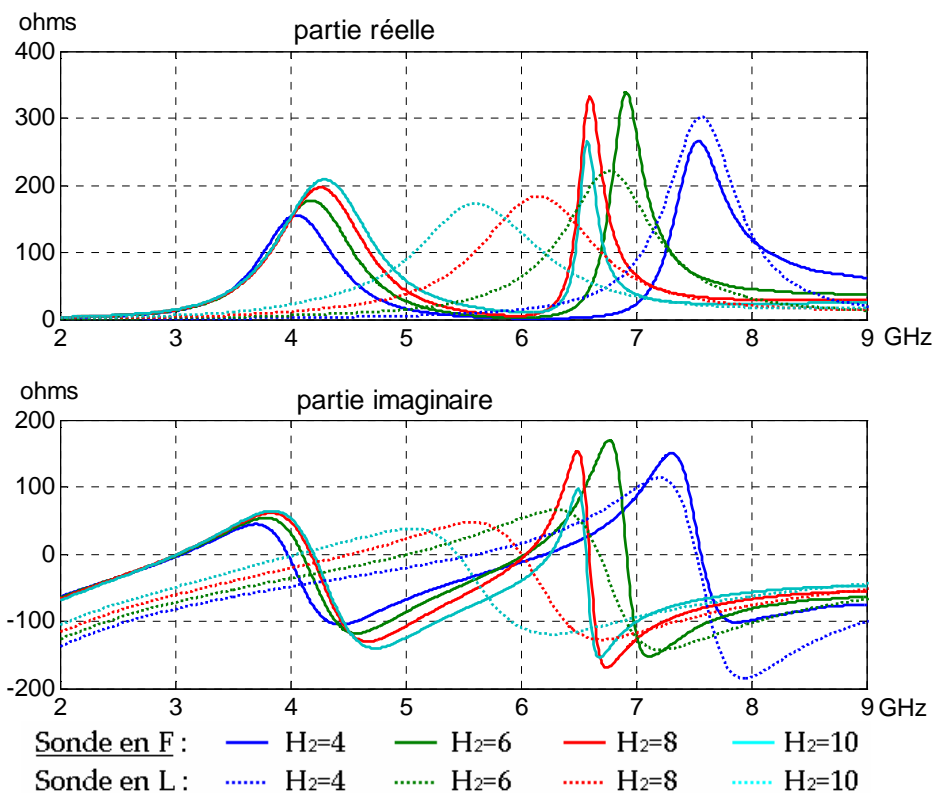 ohms
partie réelle
400
300
200
100
0
2 3 4 5 6 7 8 9 GHz
ohms
partie imaginaire
200
100
0
-100
-200
2 3 4 5 6 7 8 9 GHz
Sonde en F : H2=4 H2=6 H2=8 H2=10
Sonde en L : H2=4 H2=6 H2=8 H2=10